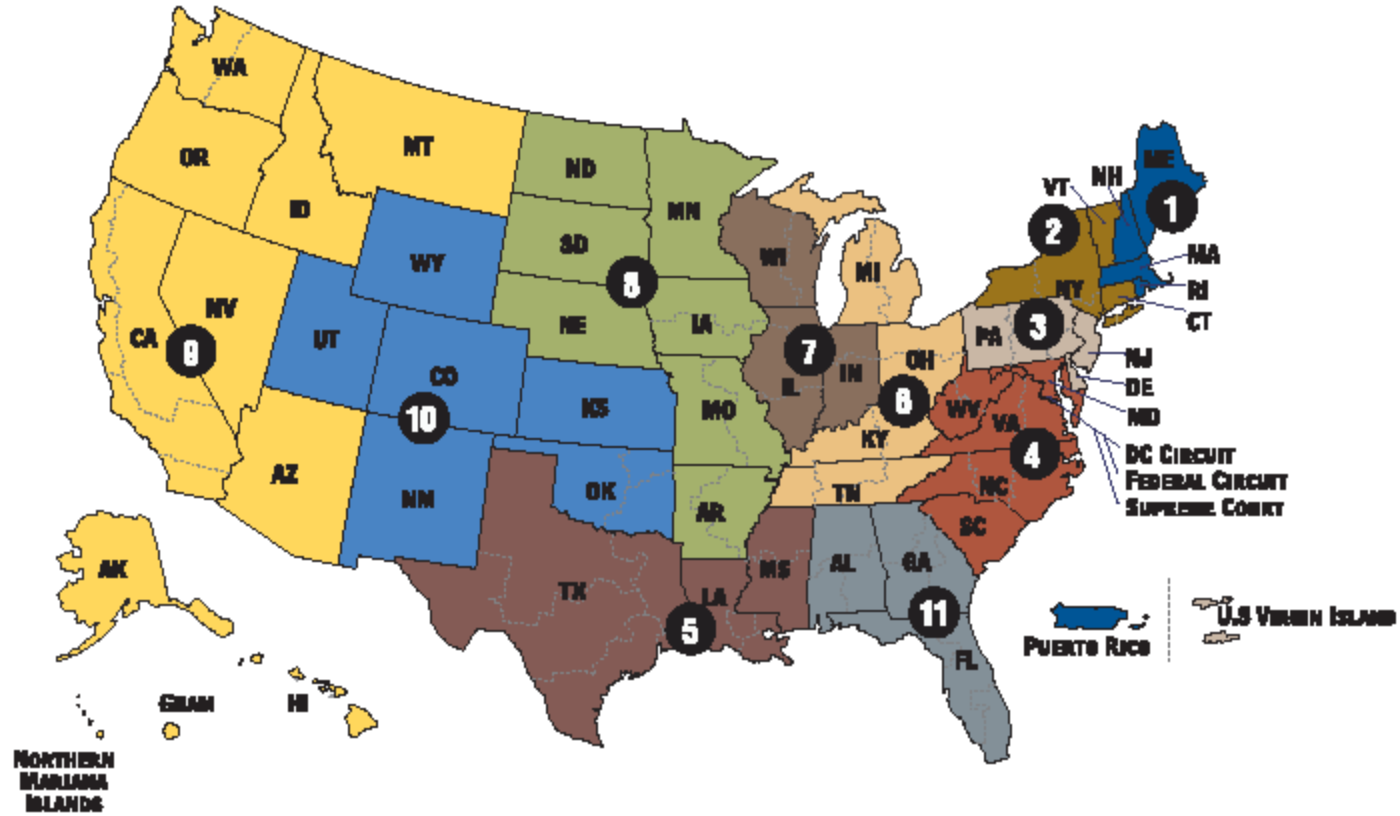 WA
OR
MT
ID
ND
MN
SD
8
WY
NE
IA
NV
CA
9
UT
CO
10
KS
MO
AZ
NM
OK
AR
TX
LA
5
MS
AL
GA
11
FL
WI
MI
7
IL
IN
OH
6
KY
TN
WV
VA
4
NC
SC
PA
3
NY
2
VT
NH
ME
1
MA
RI
CT
NJ
DE
MD
DC CIRCUIT
FEDERAL CIRCUIT
SUPREME COURT
PUERTO RICO
U.S VIRGIN ISLAND
AK
GUAM
HI
NORTHERN
MARIANA
ISLANDS